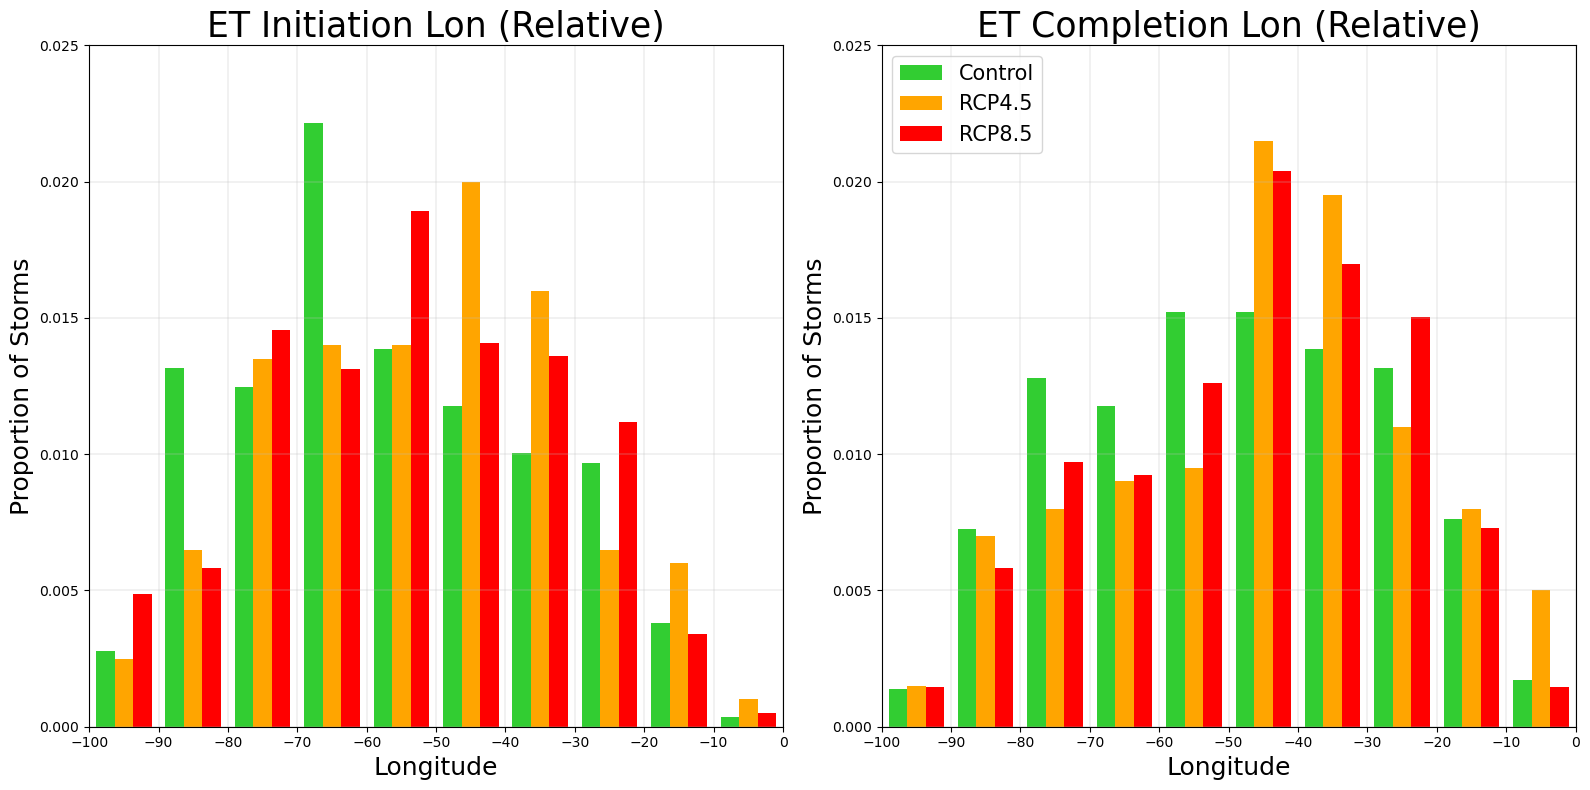 ET Initiation Lon (Relative)
Proportion of Storms
0.025
0.020
0.015
0.010
0.005
0.000
−100 −90 −80 −70 −60 −50 −40 −30 −20 −10 0
Longitude
ET Completion Lon (Relative)
Control
RCP4.5
RCP8.5
Proportion of Storms
0.025
0.020
0.015
0.010
0.005
0.000
−100 −90 −80 −70 −60 −50 −40 −30 −20 −10 0
Longitude